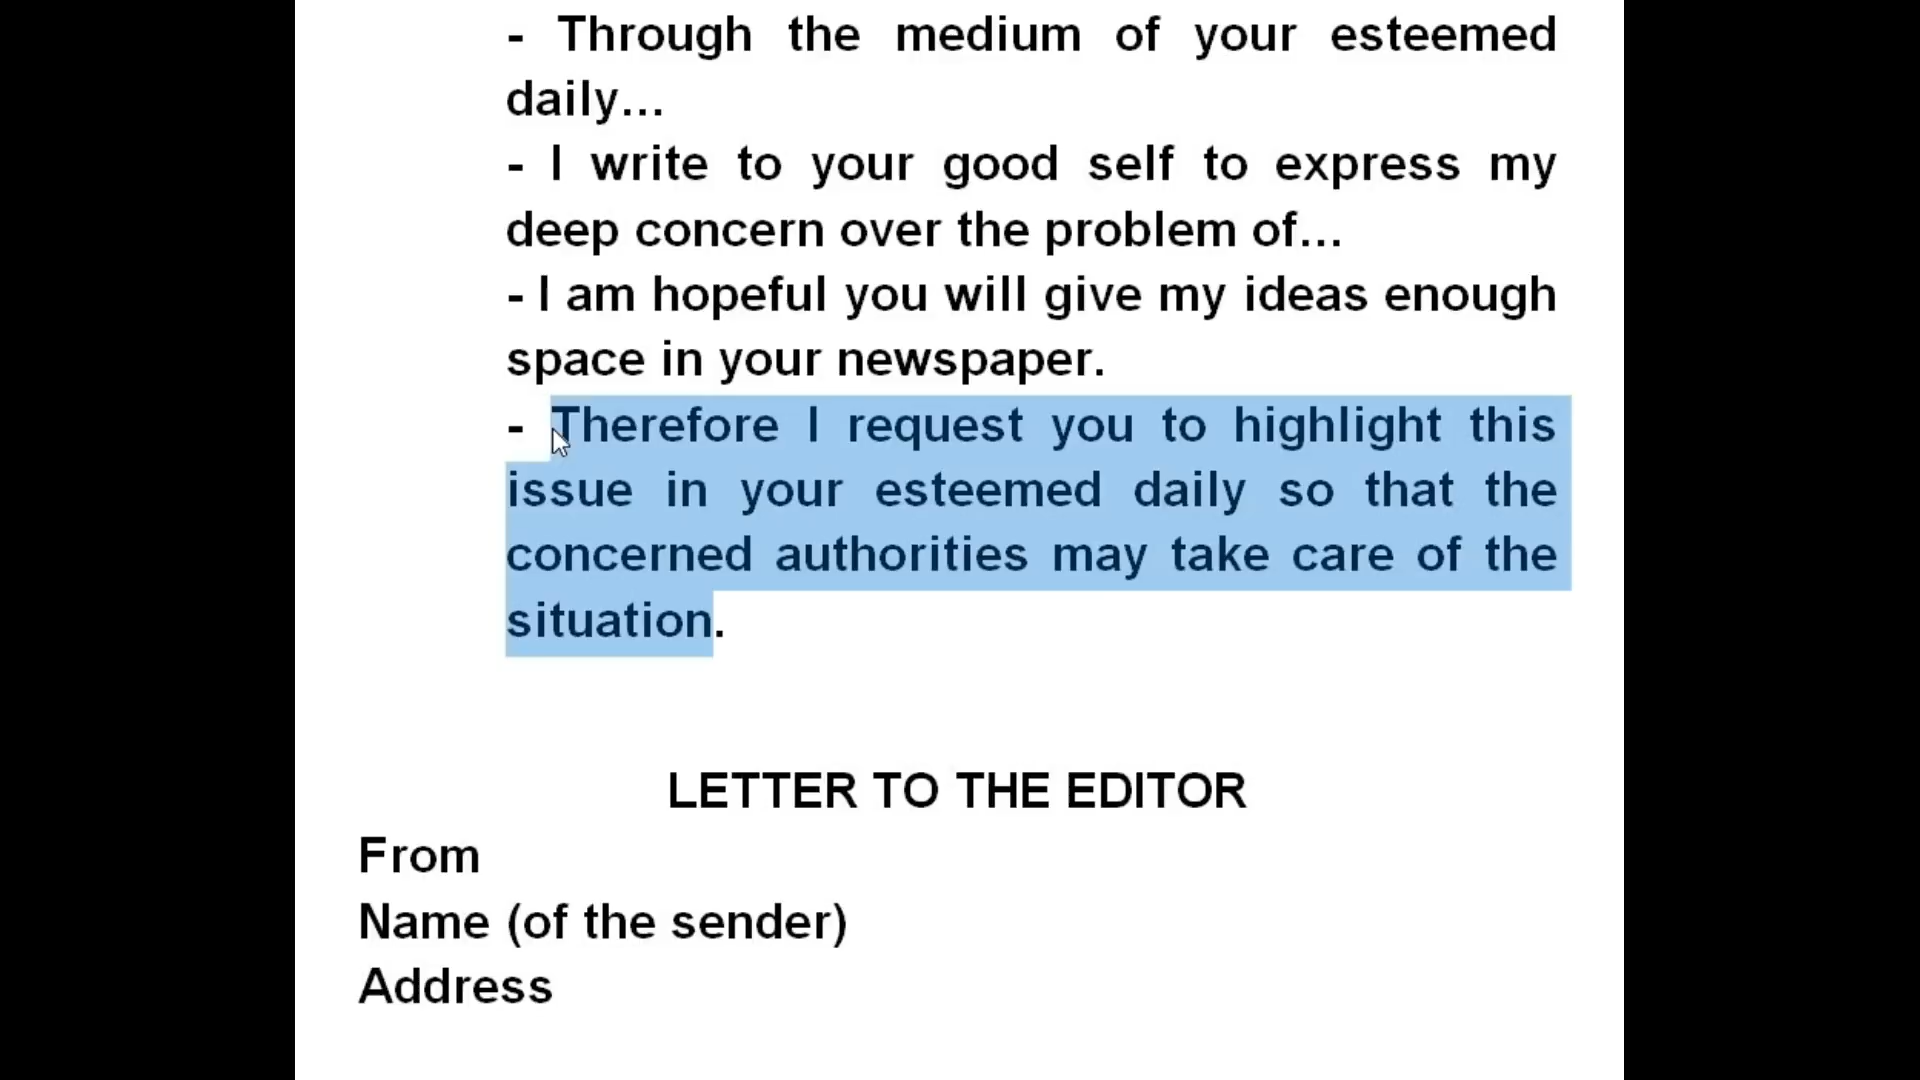 - Through the medium of your esteemed
daily...
- I write to your good self to express my
deep concern over the problem of...
- I am hopeful you will give my ideas enough
space in your newspaper.
- Therefore I request you to highlight this
issue in your esteemed daily so that the
concerned authorities may take care of the
situation.
LETTER TO THE EDITOR
From
Name (of the sender)
Address